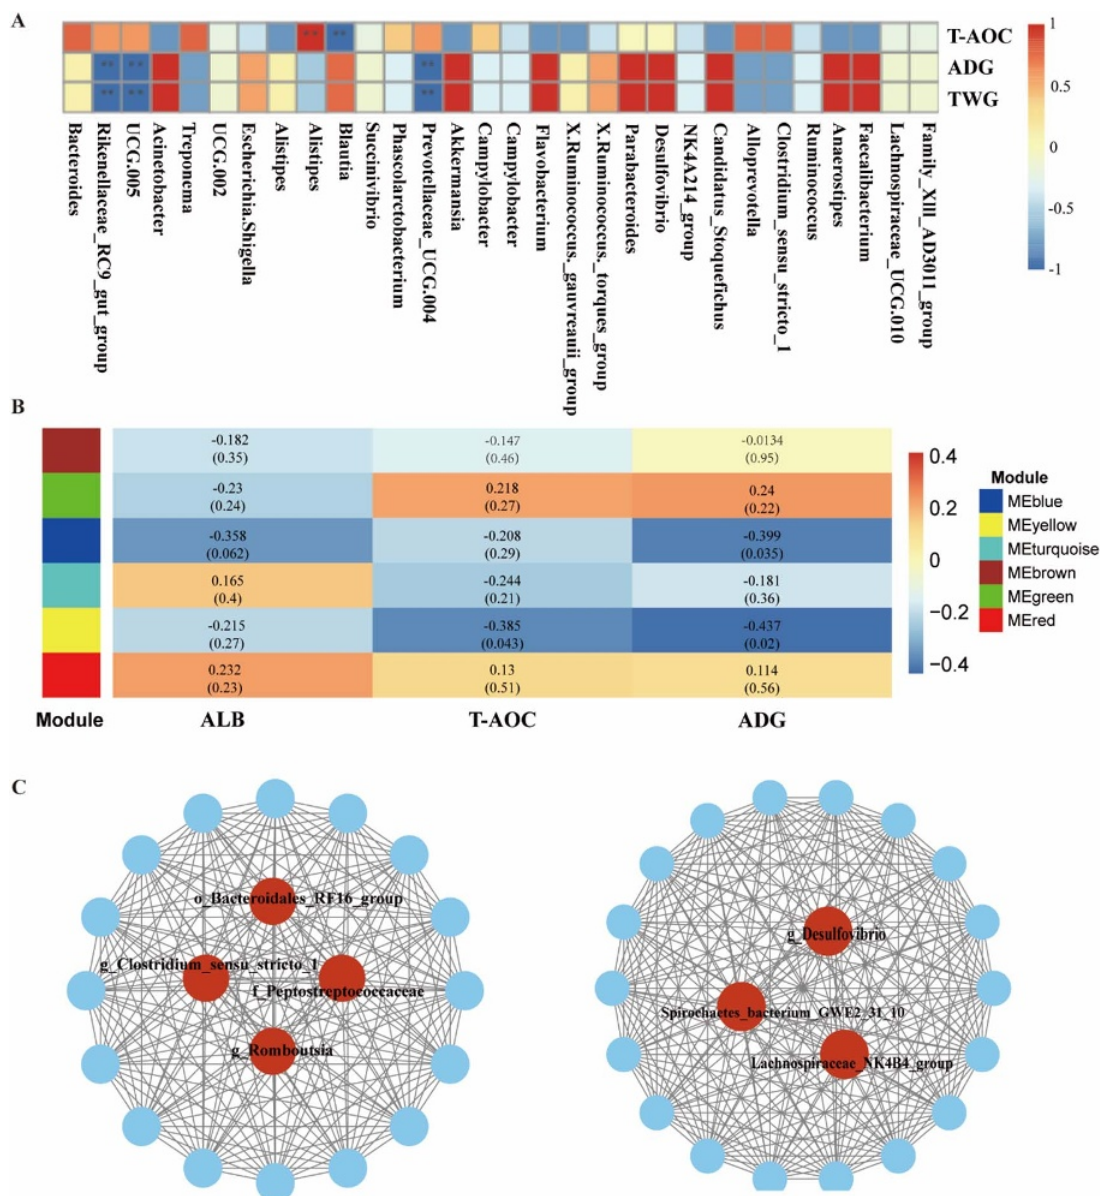 A
T-AOC
ADG
TWG
**
**
**
**
**
**
**
**
1
0.5
0
-0.5
-1
Bacteroides
Rikenellaceae_RC9_gut_group
UCG.005
Acinetobacter
Treponema
UCG.002
Escherichia.Shigella
Alistipes
Alistipes
Blautia
Succinivibrio
Phascolarctobacterium
Prevotellaceae_UCG.004
Akkermansia
Campylobacter
Campylobacter
Flavobacterium
X.Ruminococcus._gauvreauii_group
X.Ruminococcus._torques_group
Parabacteroides
Desulfovibrio
NK4A214_group
Candidatus_Stoquefichus
Alloprevotella
Clostridium_sensu_stricto_1
Ruminococcus
Anaerostipes
Faecalibacterium
Lachnospiraceae_UCG.010
Family_XIII_AD3011_group
B
-0.182 -0.147 -0.0134
(0.35) (0.46) (0.95)
-0.23 0.218 0.24
(0.24) (0.27) (0.22)
-0.358 -0.208 -0.399
(0.062) (0.29) (0.035)
0.165 -0.244 -0.181
(0.4) (0.21) (0.36)
-0.215 -0.385 -0.437
(0.27) (0.043) (0.02)
0.232 0.13 0.114
(0.23) (0.51) (0.56)
Module ALB T-AOC ADG
0.4
0.2
0
−0.2
−0.4
Module
MEblue
MEyellow
MEturquoise
MEbrown
MEgreen
MEred
C
o_Bacteroidales_RF16_group
g_Clostridium_sensu_stricto_1
f_Peptostreptococcaceae
g_Romboutsia
g_Desulfovibrio
Spirochaetes_bacterium_GWF2_31_10
Lachnospiraceae_NK4B4_group